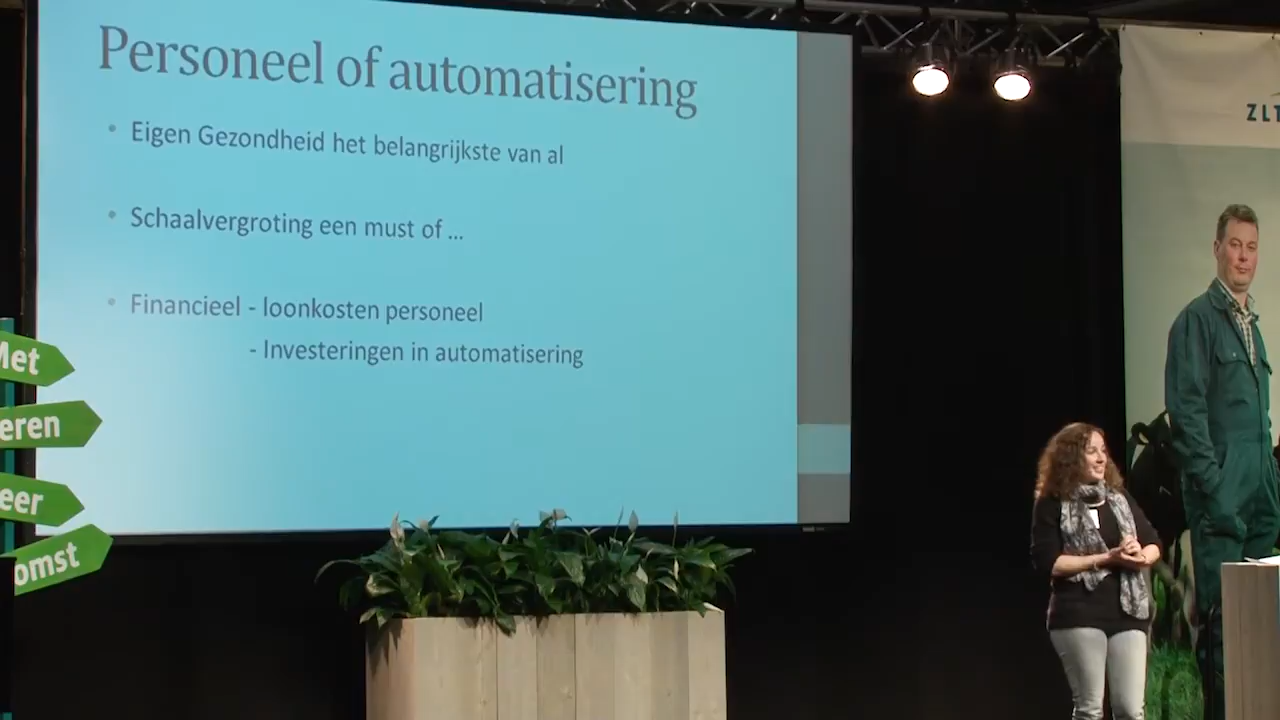 Personeel of automatisering
• Eigen Gezondheid het belangrijkste van al
• Schaalvergroting een must of ...
• Financieel - loonkosten personeel
- Investeringen in automatisering
Met
eren
eer
omst
ZLT